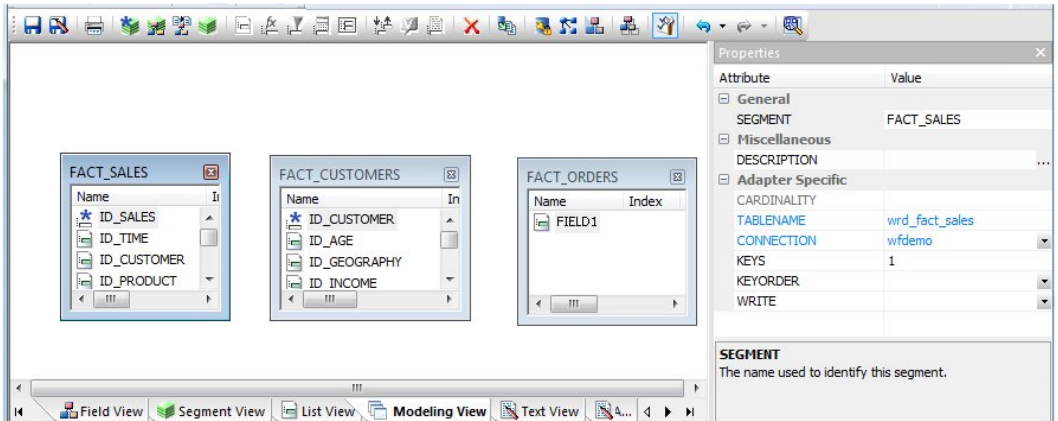 Properties
Attribute Value
General
SEGMENT FACT_SALES
Miscellaneous
DESCRIPTION ...
Adapter Specific
CARDINALITY
TABLENAME wrd_fact_sales
CONNECTION wfdemo
KEYS 1
KEYORDER
WRITE
SEGMENT
The name used to identify this segment.
FACT_SALES
Name
ID_SALES
ID_TIME
ID_CUSTOMER
ID_PRODUCT
FACT_CUSTOMERS
Name In
ID_CUSTOMER
ID_AGE
ID_GEOGRAPHY
ID_INCOME
FACT_ORDERS
Name Index
FIELD1
Field View Segment View List View Modeling View Text View A...